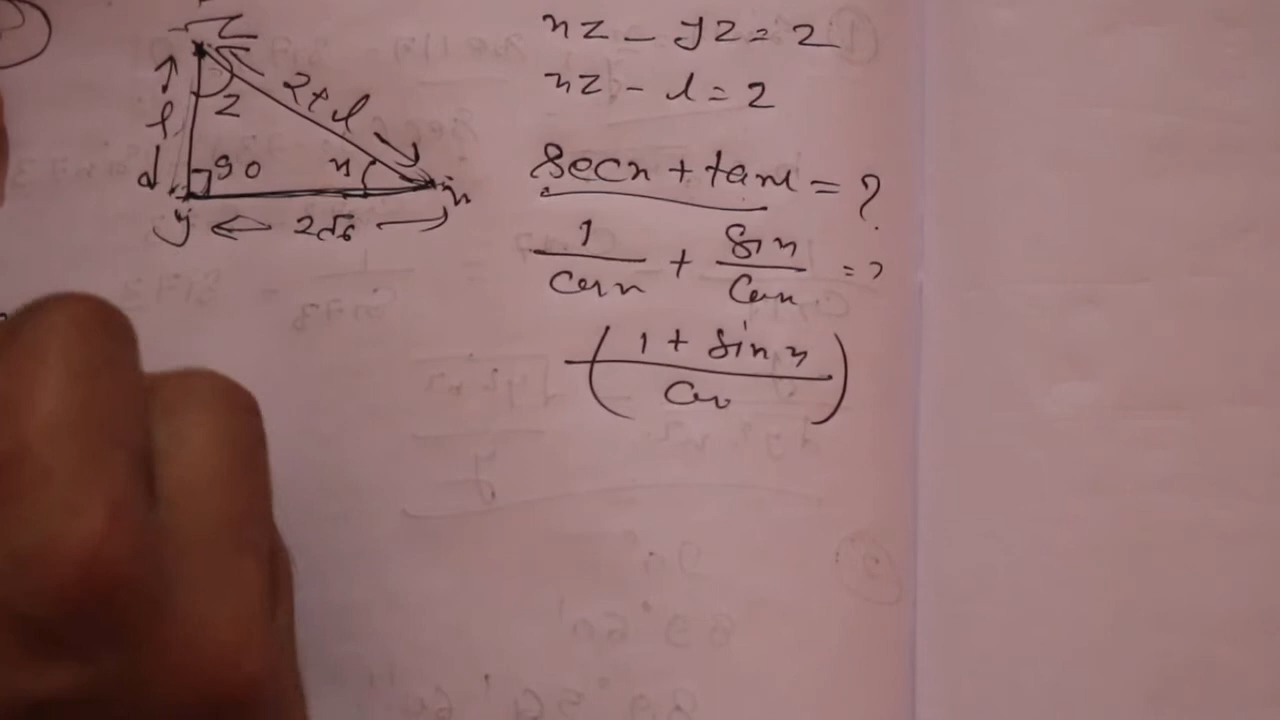 xz - yz = 2
xz - l = 2
z
2 + l
l
z
90
x
x
y
2√6
secx + tanx = ?
1/cosx + sinx/cosx = ?
(1 + sinx / cos)